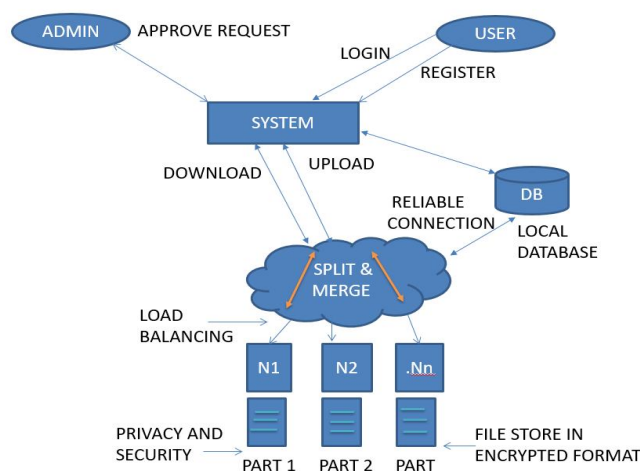 ADMIN
APPROVE REQUEST
USER
LOGIN
REGISTER
SYSTEM
DOWNLOAD
UPLOAD
DB
RELIABLE
CONNECTION
LOCAL
DATABASE
SPLIT &
MERGE
LOAD
BALANCING
N1
N2
.Nn
PRIVACY AND
SECURITY
PART 1
PART 2
PART
FILE STORE IN
ENCRYPTED FORMAT